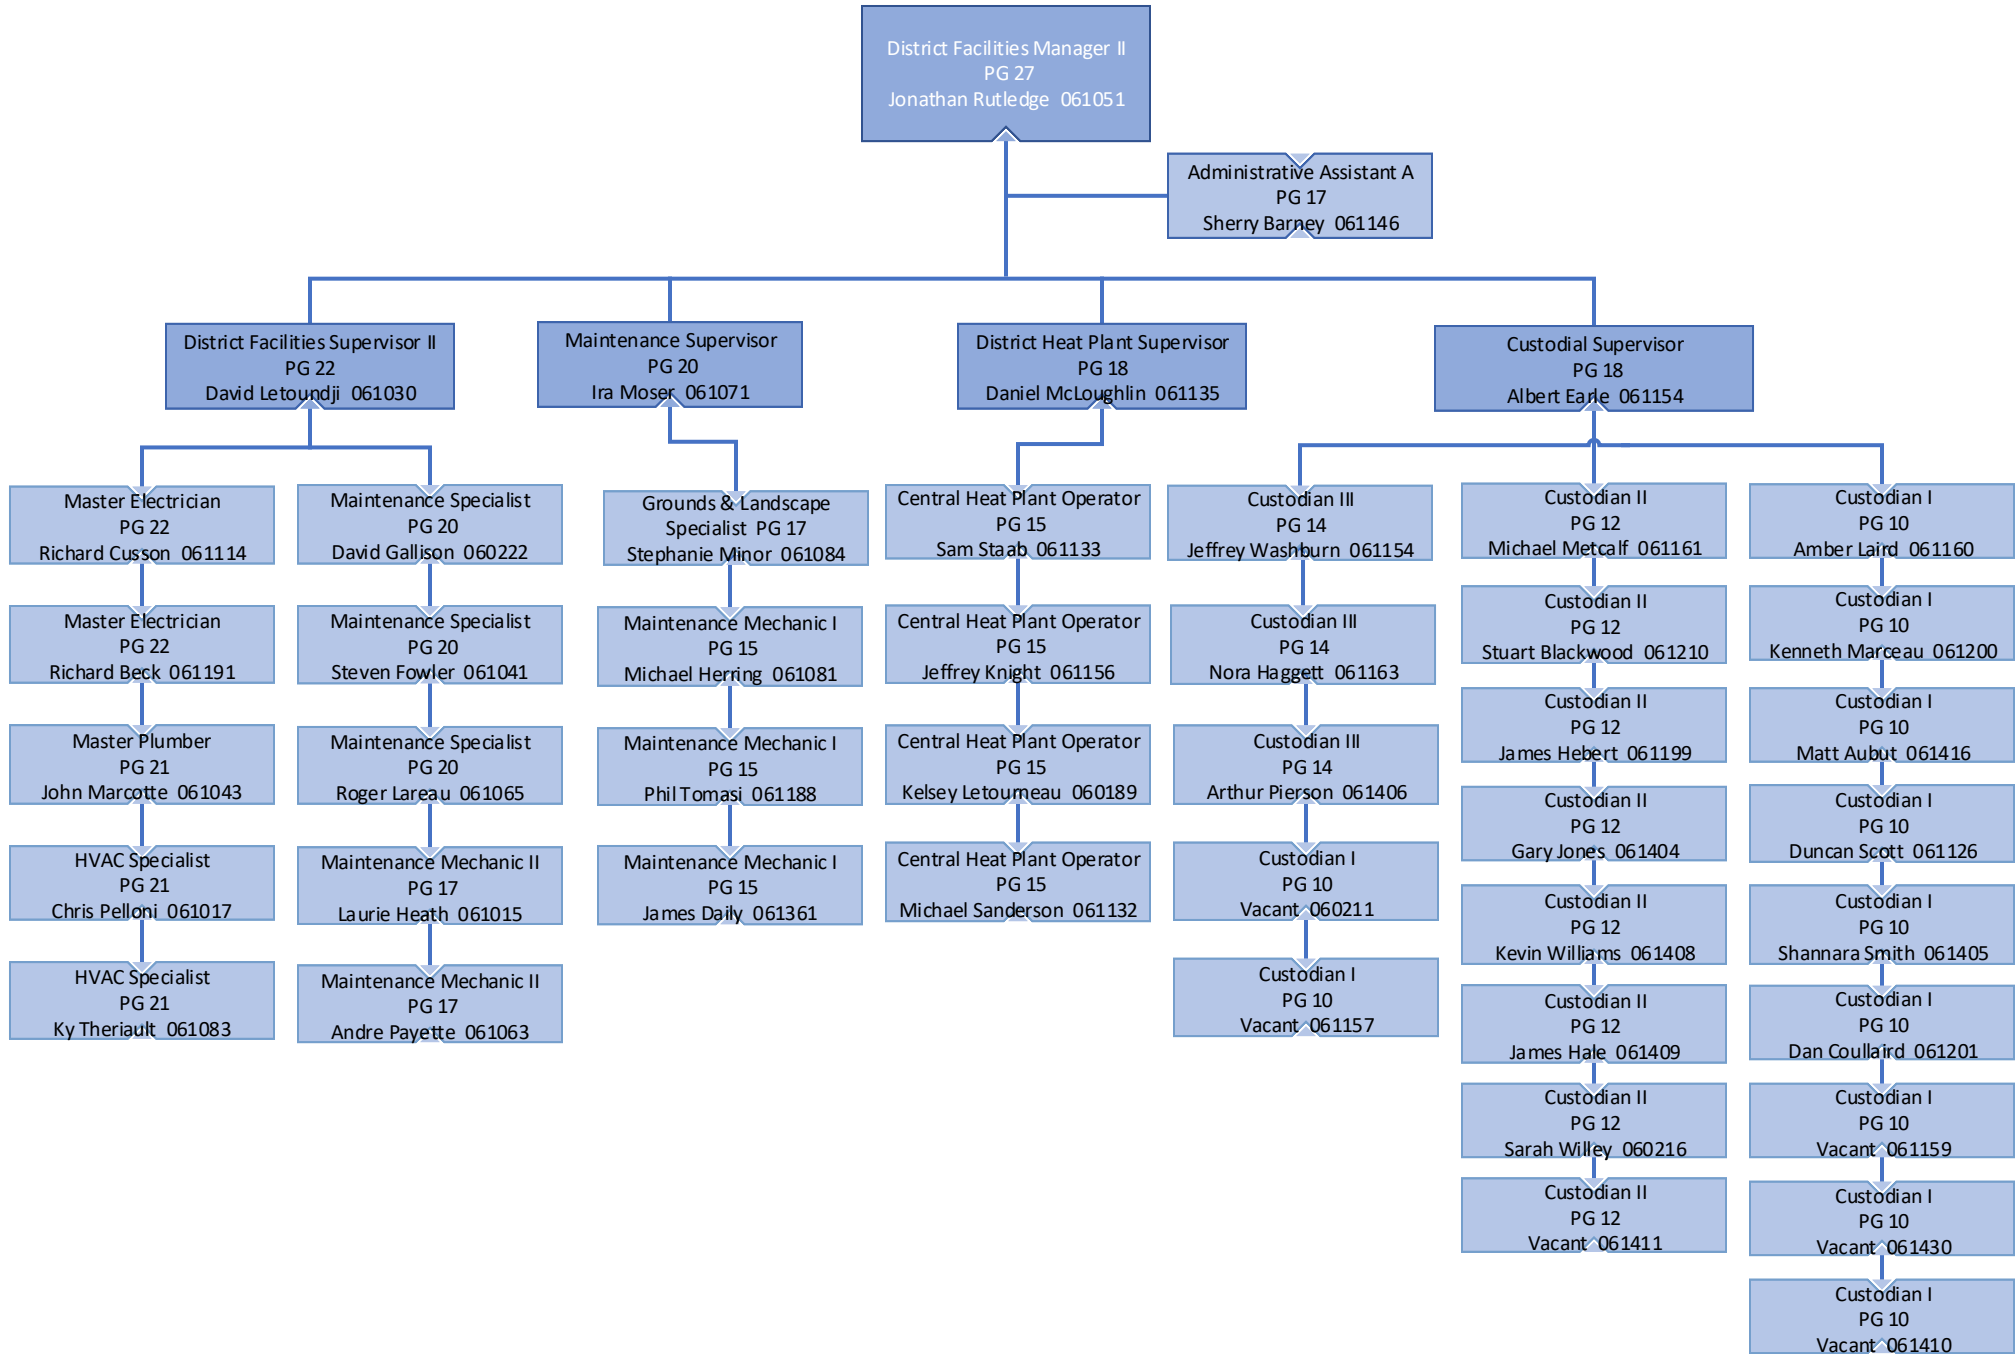 District Facilities Manager II
PG 27
Jonathan Rutledge 061051
Administrative Assistant A
PG 17
Sherry Barney 061146
District Facilities Supervisor II
PG 22
David Letoundji 061030
Maintenance Supervisor
PG 20
Ira Moser 061071
District Heat Plant Supervisor
PG 18
Daniel McLoughlin 061135
Custodial Supervisor
PG 18
Albert Earle 061154
Master Electrician
PG 22
Richard Cusson 061114
Master Electrician
PG 22
Richard Beck 061191
Master Plumber
PG 21
John Marcotte 061043
HVAC Specialist
PG 21
Chris Pelloni 061017
HVAC Specialist
PG 21
Ky Theriault 061083
Maintenance Specialist
PG 20
David Gallison 060222
Maintenance Specialist
PG 20
Steven Fowler 061041
Maintenance Specialist
PG 20
Roger Lareau 061065
Maintenance Mechanic II
PG 17
Laurie Heath 061015
Maintenance Mechanic II
PG 17
Andre Payette 061063
Grounds & Landscape
Specialist PG 17
Stephanie Minor 061084
Maintenance Mechanic I
PG 15
Michael Herring 061081
Maintenance Mechanic I
PG 15
Phil Tomasi 061188
Maintenance Mechanic I
PG 15
James Daily 061361
Central Heat Plant Operator
PG 15
Sam Staab 061133
Central Heat Plant Operator
PG 15
Jeffrey Knight 061156
Central Heat Plant Operator
PG 15
Kelsey Letourneau 060189
Central Heat Plant Operator
PG 15
Michael Sanderson 061132
Custodian III
PG 14
Jeffrey Washburn 061154
Custodian III
PG 14
Nora Haggett 061163
Custodian III
PG 14
Arthur Pierson 061406
Custodian I
PG 10
Vacant 060211
Custodian I
PG 10
Vacant 061157
Custodian II
PG 12
Michael Metcalf 061161
Custodian II
PG 12
Stuart Blackwood 061210
Custodian II
PG 12
James Hebert 061199
Custodian II
PG 12
Gary Jones 061404
Custodian II
PG 12
Kevin Williams 061408
Custodian II
PG 12
James Hale 061409
Custodian II
PG 12
Sarah Willey 060216
Custodian II
PG 12
Vacant 061411
Custodian I
PG 10
Amber Laird 061160
Custodian I
PG 10
Kenneth Marceau 061200
Custodian I
PG 10
Matt Aubut 061416
Custodian I
PG 10
Duncan Scott 061126
Custodian I
PG 10
Shannara Smith 061405
Custodian I
PG 10
Dan Coullaird 061201
Custodian I
PG 10
Vacant 061159
Custodian I
PG 10
Vacant 061430
Custodian I
PG 10
Vacant 061410